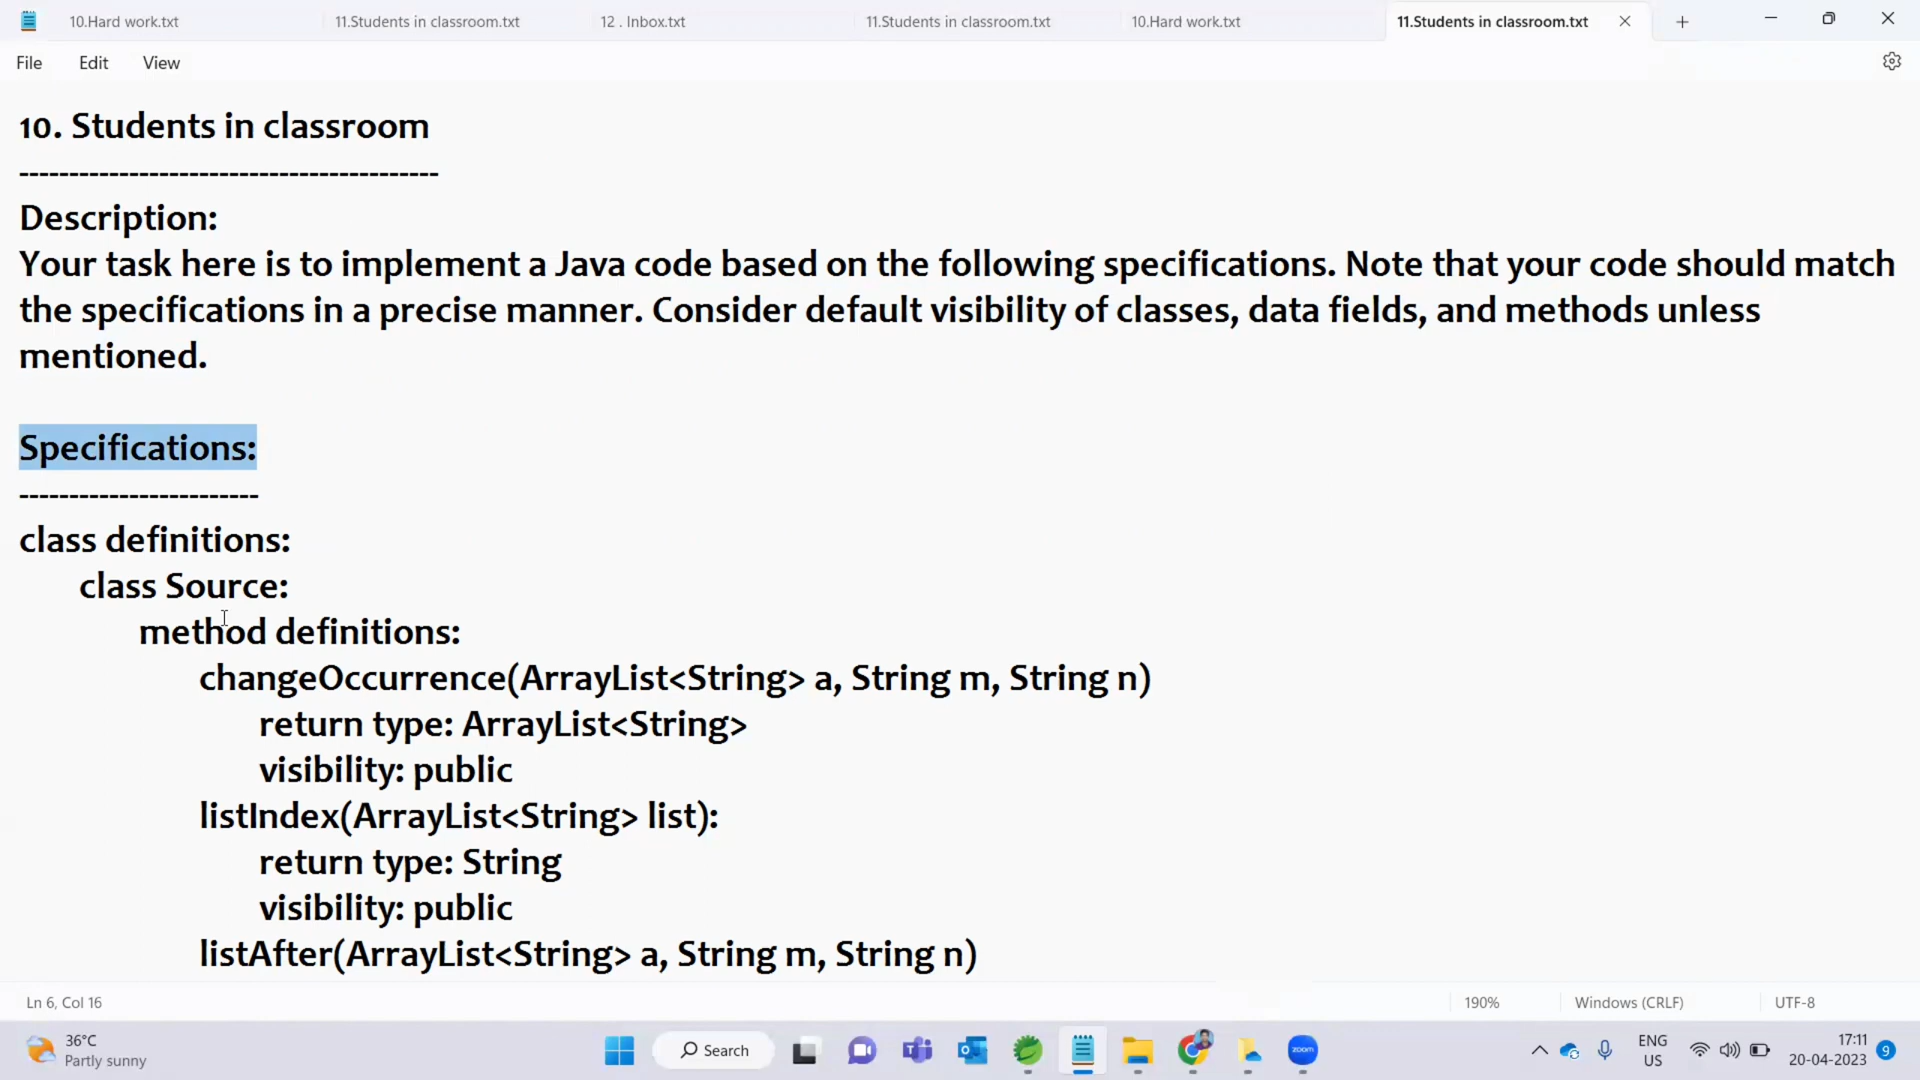 10.Hard work.txt
11.Students in classroom.txt
12 . Inbox.txt
11.Students in classroom.txt
10.Hard work.txt
11.Students in classroom.txt
File
Edit
View
10. Students in classroom
------------------------------------------
Description:
Your task here is to implement a Java code based on the following specifications. Note that your code should match
the specifications in a precise manner. Consider default visibility of classes, data fields, and methods unless
mentioned.
Specifications:
------------------------
class definitions:
class Source:
method definitions:
changeOccurrence(ArrayList<String> a, String m, String n)
return type: ArrayList<String>
visibility: public
listIndex(ArrayList<String> list):
return type: String
visibility: public
listAfter(ArrayList<String> a, String m, String n)
Ln 6, Col 16
190%
Windows (CRLF)
UTF-8
36°C
Partly sunny
Search
zoom
ENG
US
17:11
20-04-2023
9